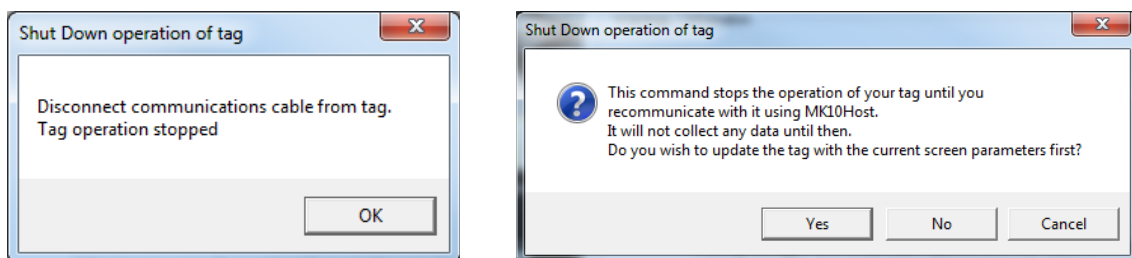 Shut Down operation of tag
Disconnect communications cable from tag.
Tag operation stopped
OK
Shut Down operation of tag
This command stops the operation of your tag until you
recommunicate with it using MK10Host.
It will not collect any data until then.
Do you wish to update the tag with the current screen parameters first?
Yes
No
Cancel